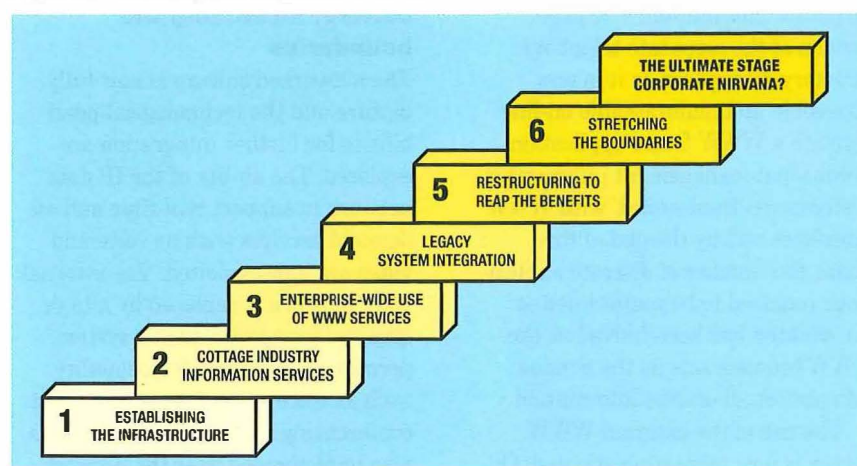 THE ULTIMATE STAGE
CORPORATE NIRVANA?
6 STRETCHING
THE BOUNDARIES
5 RESTRUCTURING TO
REAP THE BENEFITS
4 LEGACY
SYSTEM INTEGRATION
3 ENTERPRISE-WIDE USE
OF WWW SERVICES
2 COTTAGE INDUSTRY
INFORMATION SERVICES
1 ESTABLISHING
THE INFRASTRUCTURE